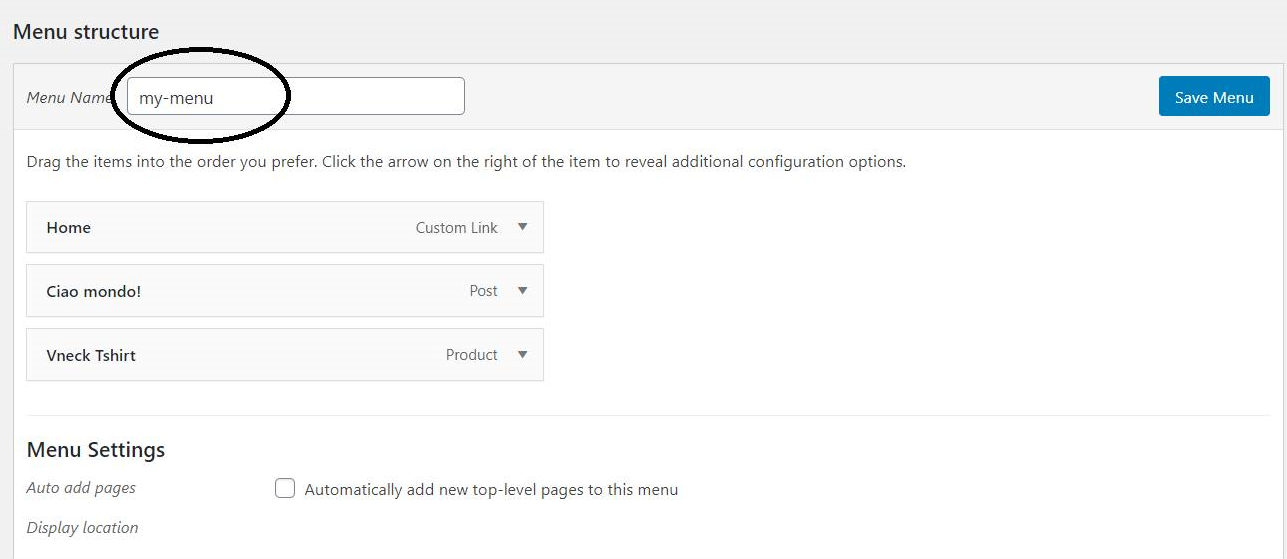 Menu structure
Menu Name my-menu Save Menu
Drag the items into the order you prefer. Click the arrow on the right of the item to reveal additional configuration options.
Home Custom Link
Ciao mondo! Post
Vneck Tshirt Product
Menu Settings
Auto add pages Automatically add new top-level pages to this menu
Display location